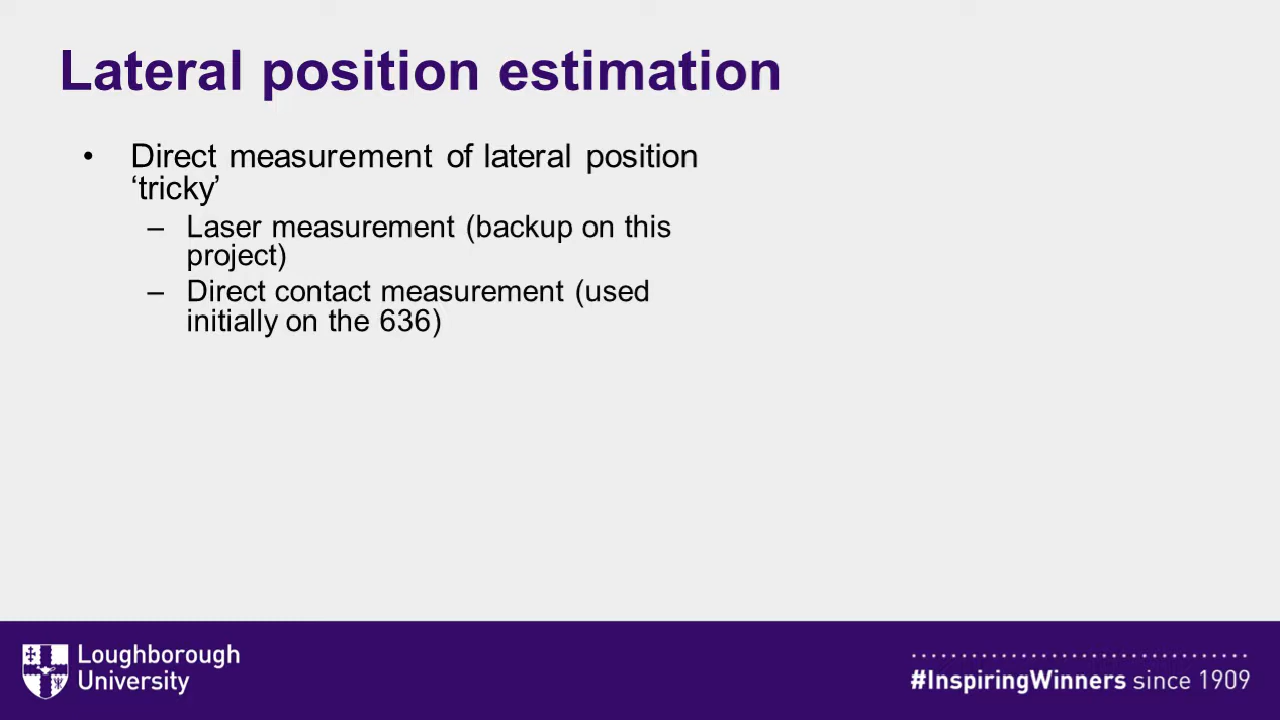 Lateral position estimation
• Direct measurement of lateral position
‘tricky’
– Laser measurement (backup on this
project)
– Direct contact measurement (used
initially on the 636)
Loughborough
University
#InspiringWinners since 1909